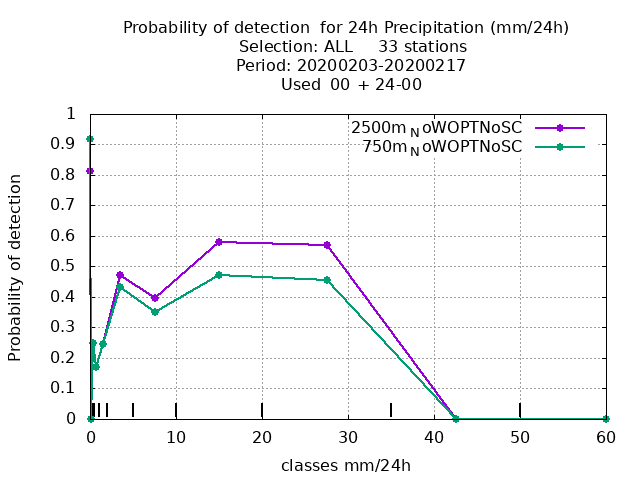 Probability of detection  for 24h Precipitation (mm/24h)
Selection: ALL     33 stations
Period: 20200203-20200217
Used  00 + 24-00
2500m_NoWOPTNoSC
750m_NoWOPTNoSC
Probability of detection
1
0.9
0.8
0.7
0.6
0.5
0.4
0.3
0.2
0.1
0
0 10 20 30 40 50 60
classes mm/24h